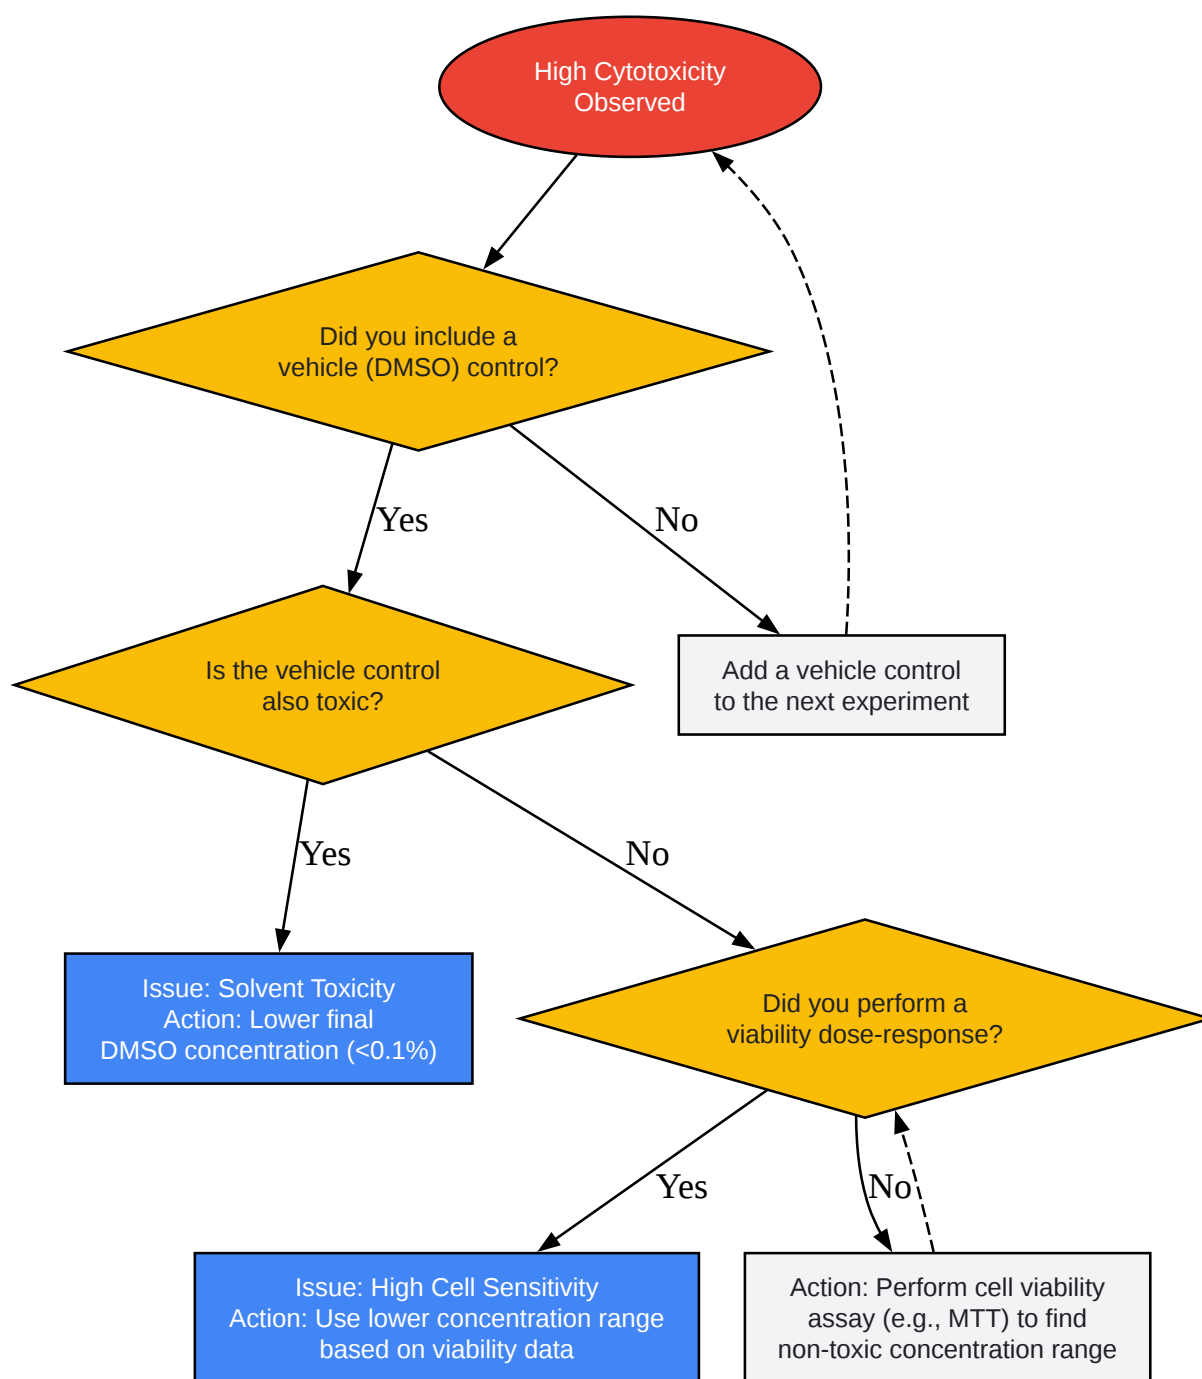 High Cytotoxicity
Observed
Did you include a
vehicle (DMSO) control?
Yes
No
Is the vehicle control
also toxic?
Add a vehicle control
to the next experiment
Yes
No
Issue: Solvent Toxicity
Action: Lower final
DMSO concentration (<0.1%)
Did you perform a
viability dose-response?
Yes
No
Issue: High Cell Sensitivity
Action: Use lower concentration range
based on viability data
Action: Perform cell viability
assay (e.g., MTT) to find
non-toxic concentration range